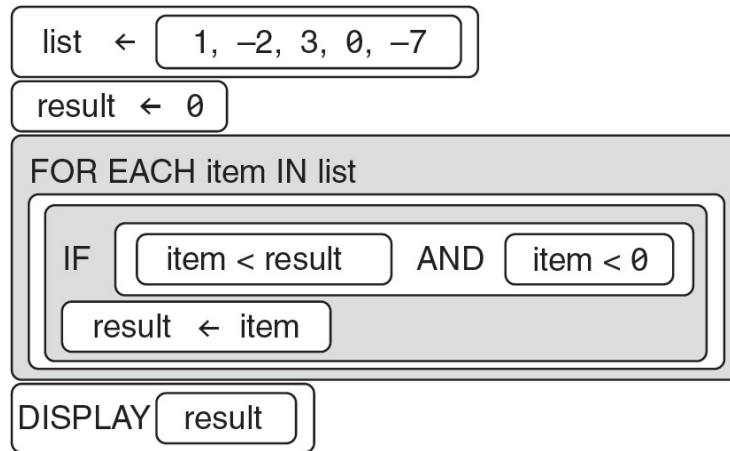 list ← 1, –2, 3, 0, –7
result ← 0
FOR EACH item IN list
IF item < result AND item < 0
result ← item
DISPLAY result